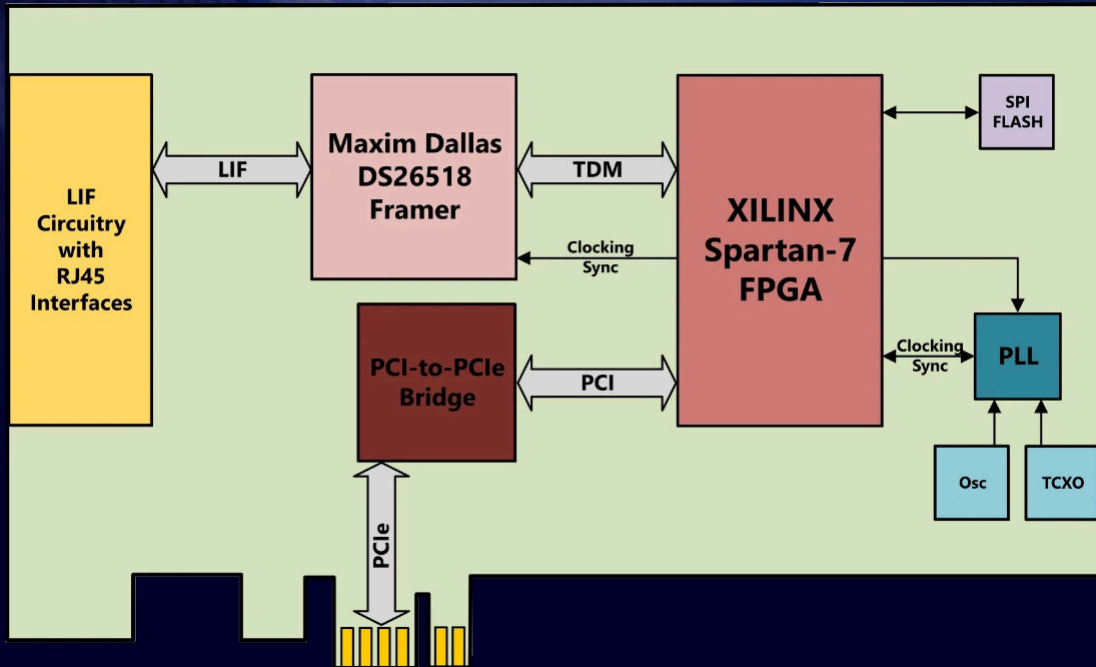 LIF
Circuitry
with
RJ45
Interfaces
LIF
Maxim Dallas
DS26518
Framer
TDM
Clocking
Sync
XILINX
Spartan-7
FPGA
SPI
FLASH
PCI-to-PCIe
Bridge
PCI
Clocking
Sync
PLL
Osc
TCXO
PCIe